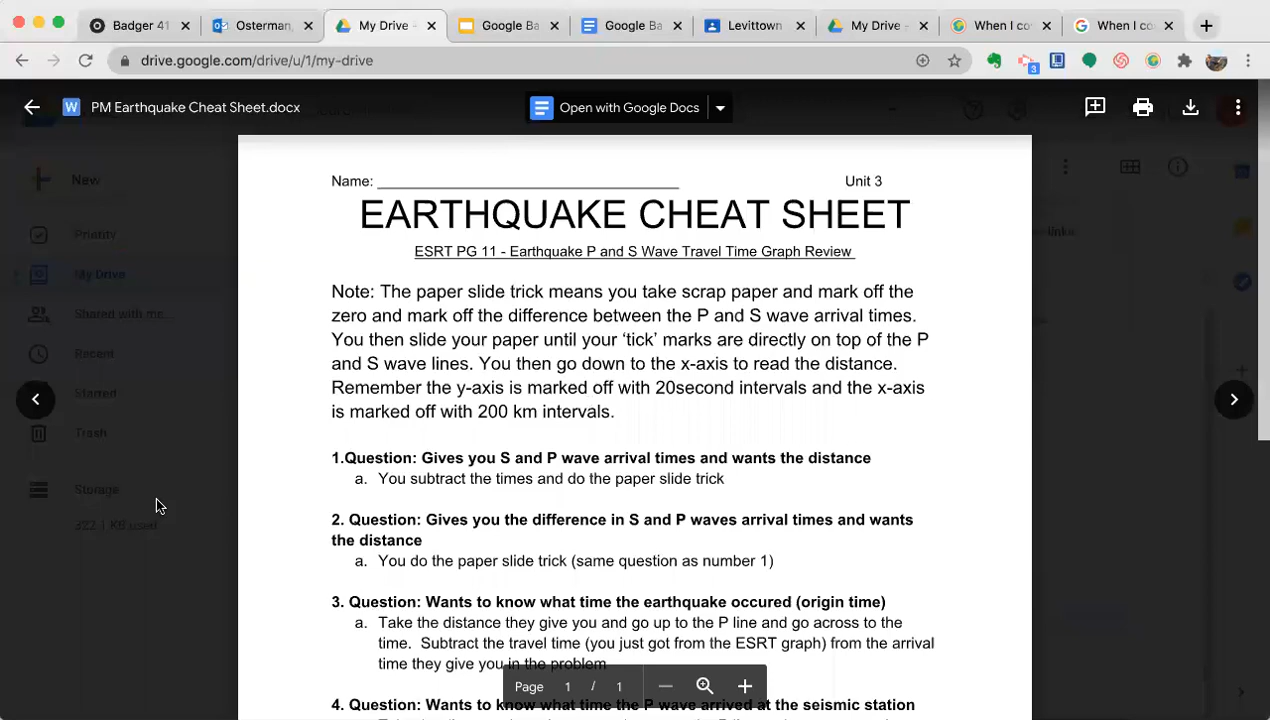 Badger 41
Osterman,
My Drive -
Google Ba
Google Ba
Levittown
My Drive -
When I co
When I co
drive.google.com/drive/u/1/my-drive
3
PM Earthquake Cheat Sheet.docx
Open with Google Docs
New
Priority
My Drive
Shared with me...
Recent
Starred
Trash
Storage
Name:
Unit 3
EARTHQUAKE CHEAT SHEET
ESRT PG 11 - Earthquake P and S Wave Travel Time Graph Review
Note: The paper slide trick means you take scrap paper and mark off the
zero and mark off the difference between the P and S wave arrival times.
You then slide your paper until your ‘tick’ marks are directly on top of the P
and S wave lines. You then go down to the x-axis to read the distance.
Remember the y-axis is marked off with 20second intervals and the x-axis
is marked off with 200 km intervals.
1.Question: Gives you S and P wave arrival times and wants the distance
a. You subtract the times and do the paper slide trick
2. Question: Gives you the difference in S and P waves arrival times and wants
the distance
a. You do the paper slide trick (same question as number 1)
3. Question: Wants to know what time the earthquake occured (origin time)
a. Take the distance they give you and go up to the P line and go across to the
time. Subtract the travel time (you just got from the ESRT graph) from the arrival
time they give you in the problem
4. Question: Wants to know what time the P wave arrived at the seismic station
Page 1 / 1